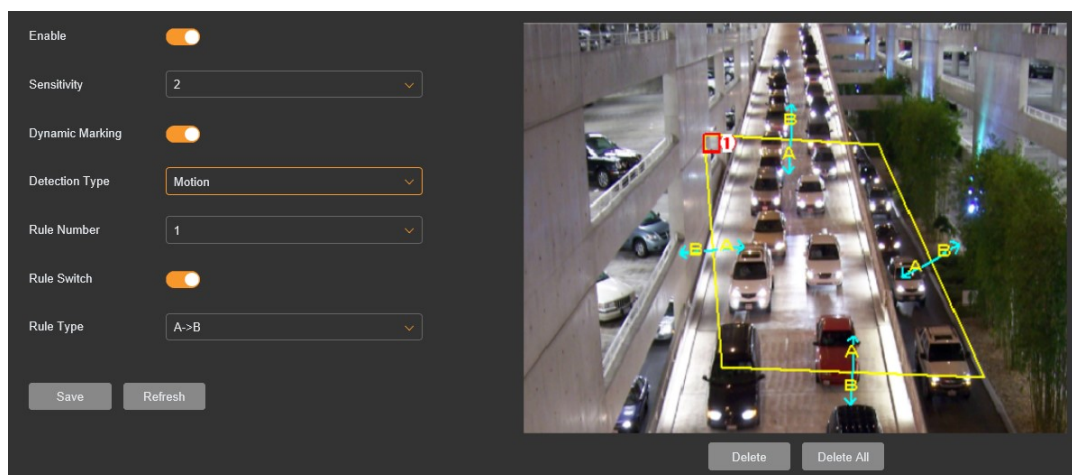 Enable
Sensitivity 2
Dynamic Marking
Detection Type Motion
Rule Number 1
Rule Switch
Rule Type A->B
Save Refresh
B
1
A
B A
A B
A
B
Delete Delete All